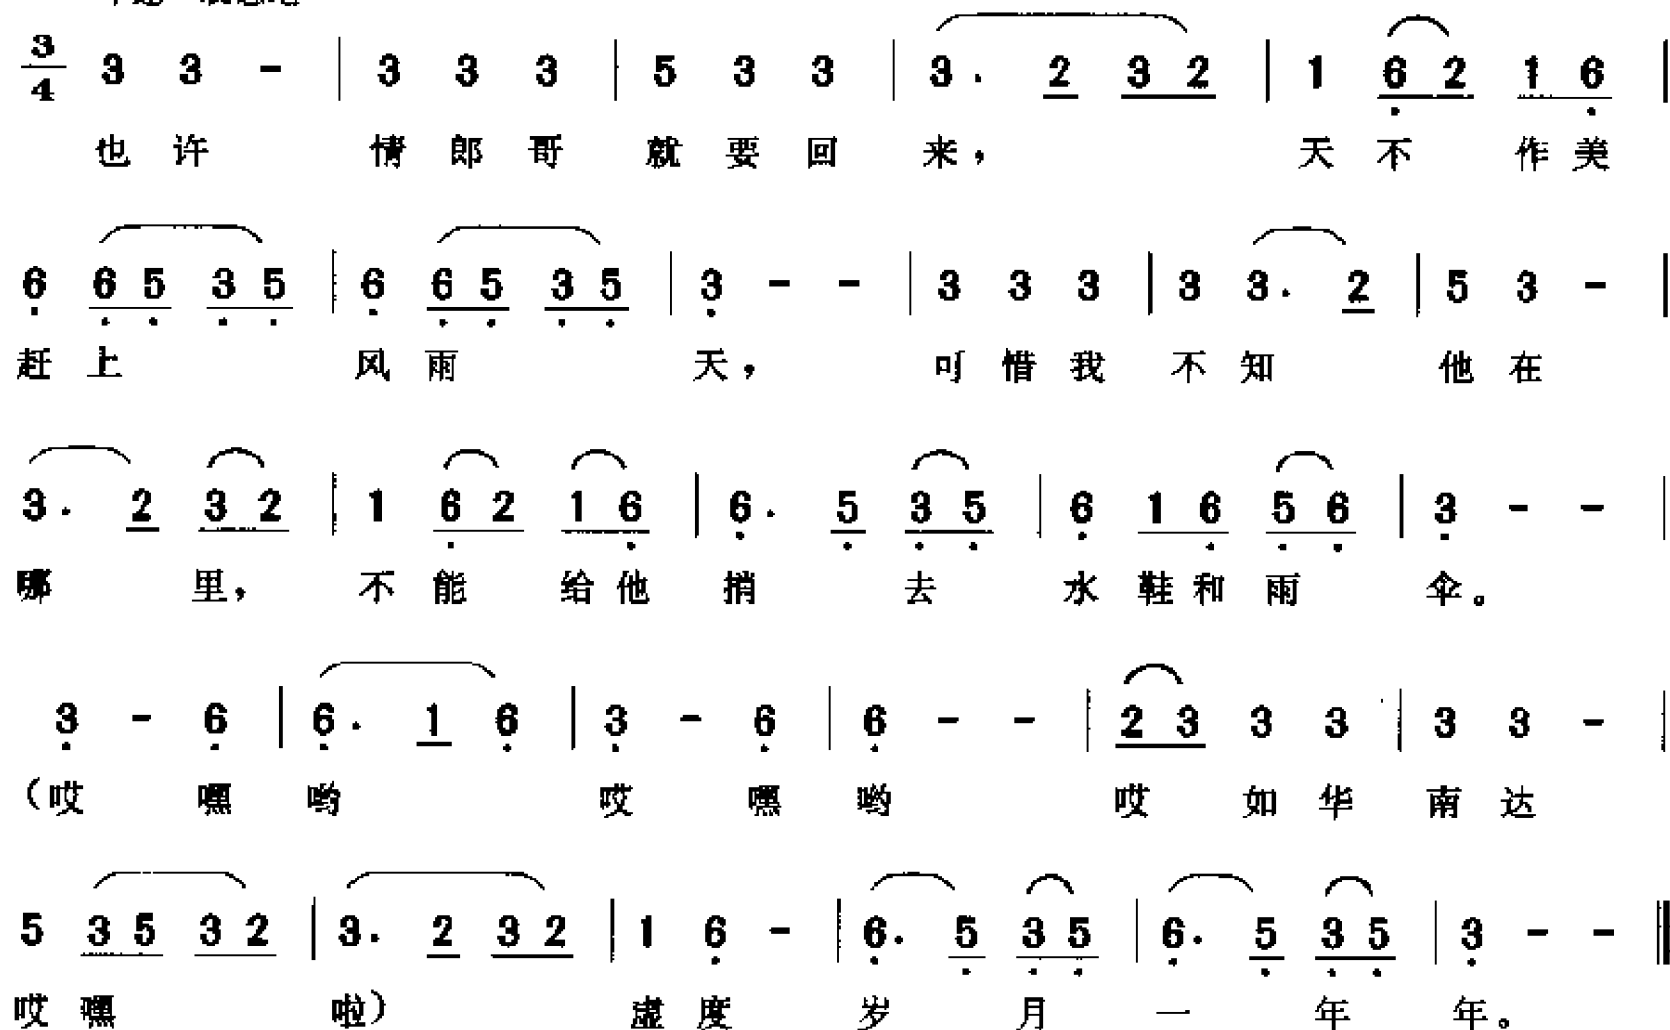 3/4 3 3 - | 3 3 3 | 5 3 3 | 3. 2 3 2 | 1 6̣ 2 1 6̣ |
也许 情郎哥 就要回 来， 天不 作美
6̣ 6̣ 5̣ 3̣ 5̣ | 6̣ 6̣ 5̣ 3̣ 5̣ | 3̣ - - | 3 3 3 | 3 3. 2 | 5 3 - |
赶上 风雨 天， 可惜我 不知 他在
3. 2 3 2 | 1 6̣ 2 1 6̣ | 6̣. 5̣ 3̣ 5̣ | 6̣ 1 6̣ 5̣ 6̣ | 3̣ - - |
哪里， 不能 给他 捎去 水鞋和雨 伞。
3̣ - 6̣ | 6̣. 1 6̣ | 3̣ - 6̣ | 6̣ - - | 2 3 3 3 | 3 3 - |
（哎 嘿 哟 哎 嘿 哟 哎 如华 南达
5 3 5 3 2 | 3. 2 3 2 | 1 6̣ - | 6̣. 5̣ 3̣ 5̣ | 6̣. 5̣ 3̣ 5̣ | 3̣ - - ‖
哎嘿 啦） 虚度 岁月 一年 年。